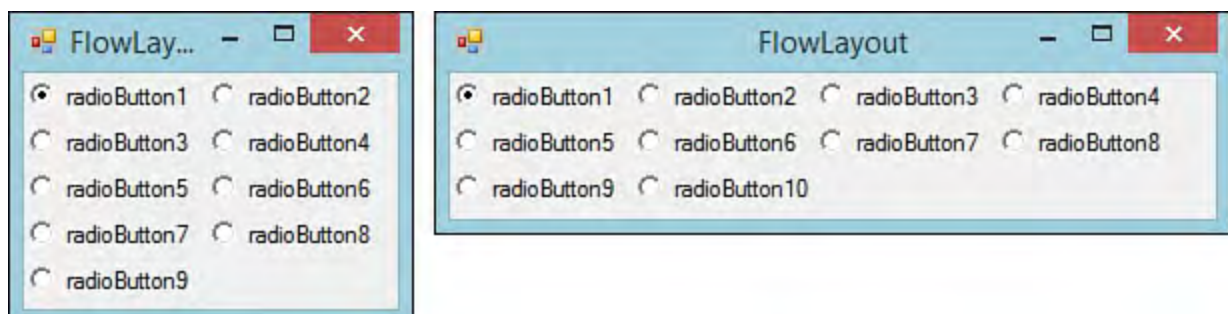 FlowLay...
radioButton1 radioButton2
radioButton3 radioButton4
radioButton5 radioButton6
radioButton7 radioButton8
radioButton9
FlowLayout
radioButton1 radioButton2 radioButton3 radioButton4
radioButton5 radioButton6 radioButton7 radioButton8
radioButton9 radioButton10